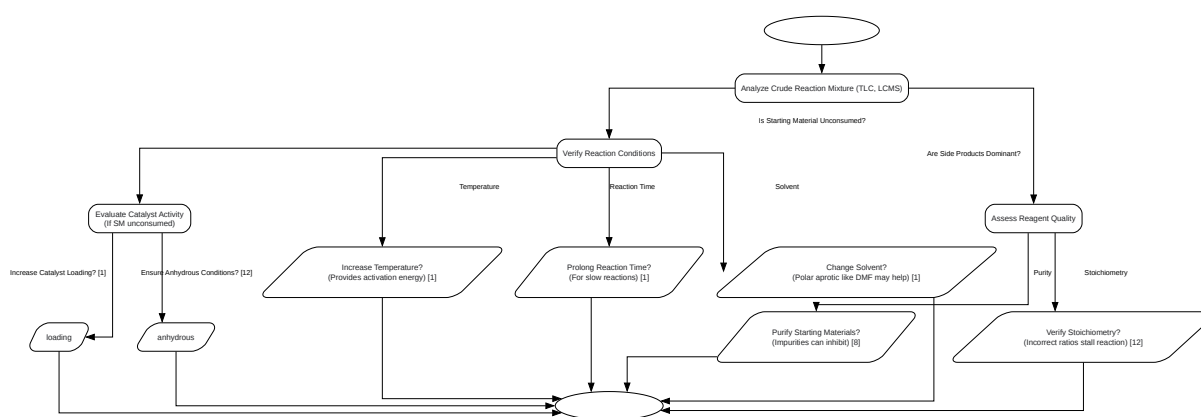 Analyze Crude Reaction Mixture (TLC, LCMS)
Is Starting Material Unconsumed?
Verify Reaction Conditions
Are Side Products Dominant?
Temperature
Reaction Time
Solvent
Evaluate Catalyst Activity
(If SM unconsumed)
Assess Reagent Quality
Increase Catalyst Loading? [1]
Ensure Anhydrous Conditions? [12]
Increase Temperature?
(Provides activation energy) [1]
Prolong Reaction Time?
(For slow reactions) [1]
Change Solvent?
(Polar aprotic like DMF may help) [1]
Purity
Stoichiometry
loading
anhydrous
Purify Starting Materials?
(Impurities can inhibit) [8]
Verify Stoichiometry?
(Incorrect ratios stall reaction) [12]